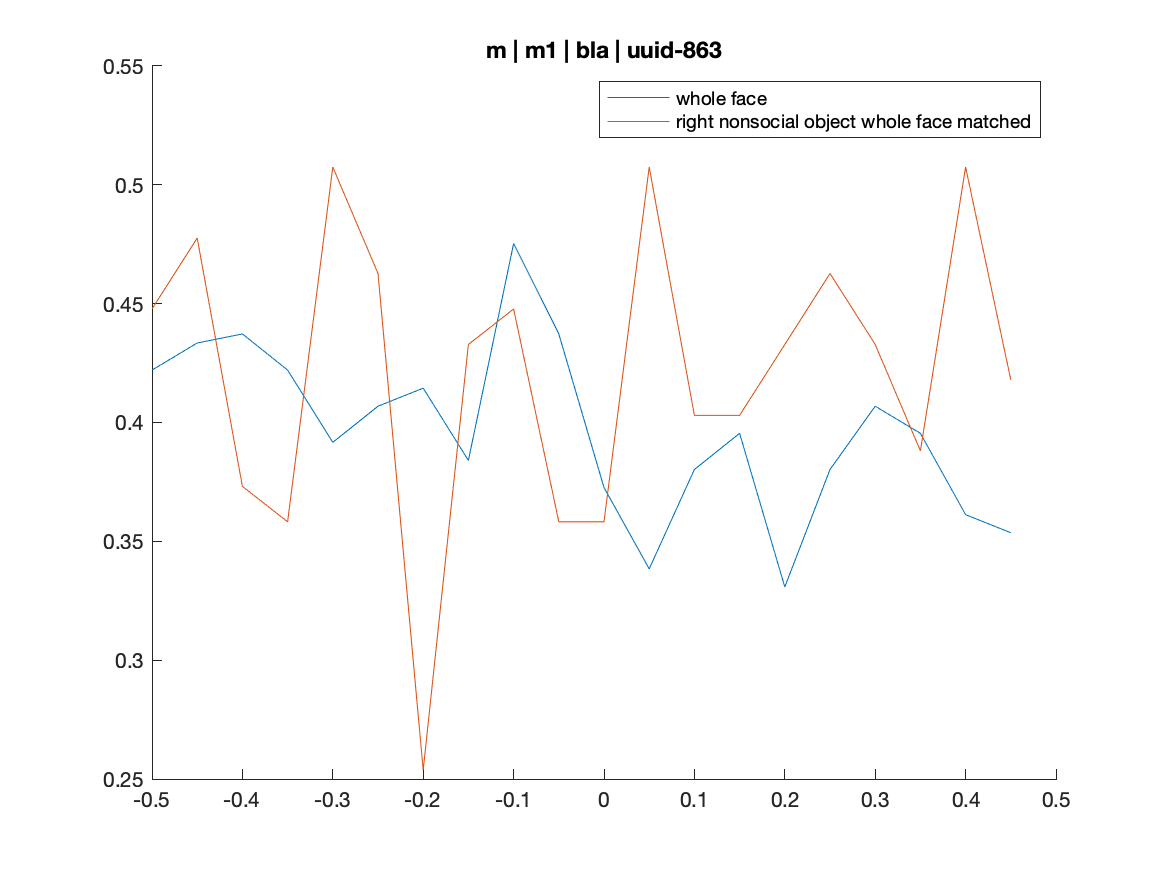 m | m1 | bla | uuid-863
whole face
right nonsocial object whole face matched
0.55
0.5
0.45
0.4
0.35
0.3
0.25
-0.5 -0.4 -0.3 -0.2 -0.1 0 0.1 0.2 0.3 0.4 0.5